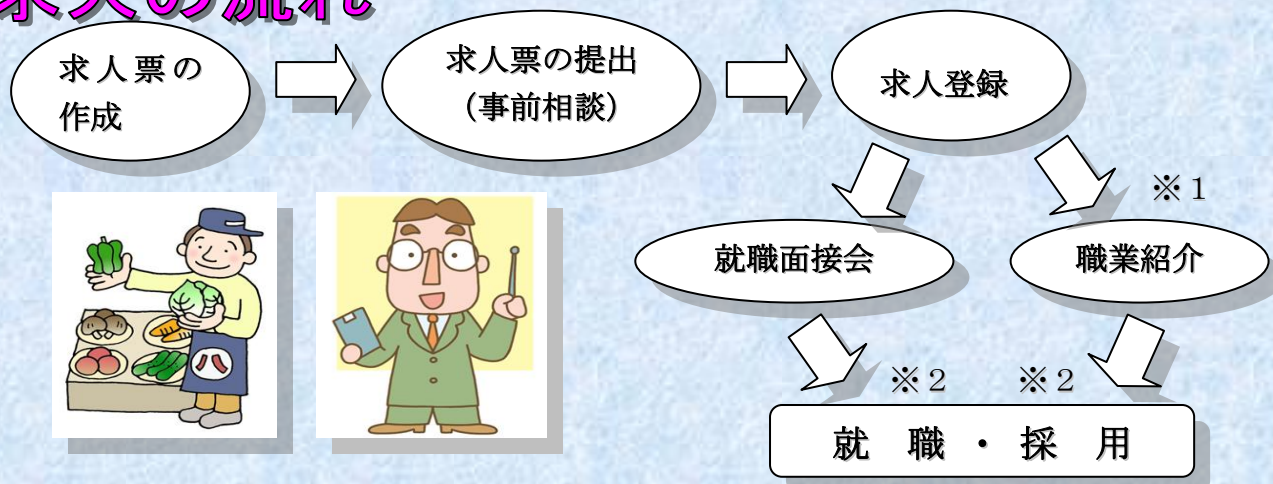 求人の流れ
求人票の
作成
求人票の提出
（事前相談）
求人登録
※１
就職面接会
職業紹介
※２
※２
就 職 ・ 採 用
八